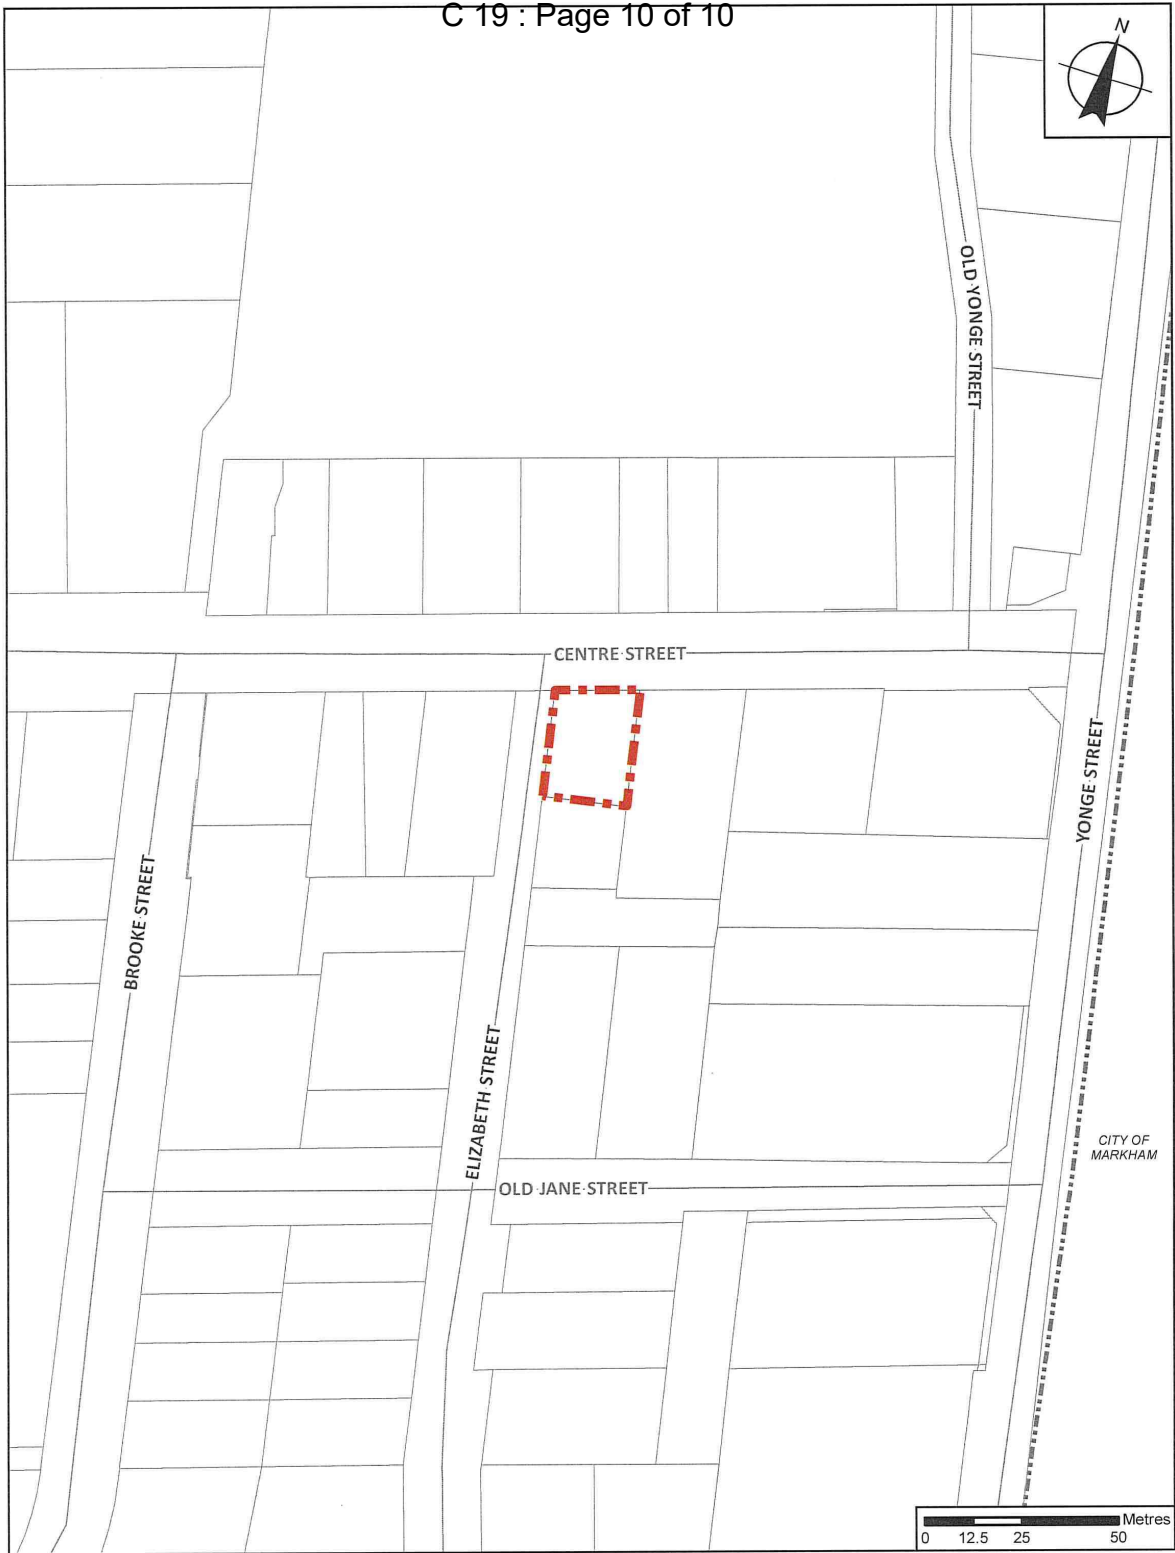 C 19 : Page 10 of 10
N
OLD YONGE STREET
CENTRE STREET
YONGE STREET
BROOKE STREET
ELIZABETH STREET
CITY OF
MARKHAM
OLD JANE STREET
Metres
0 12.5 25 50